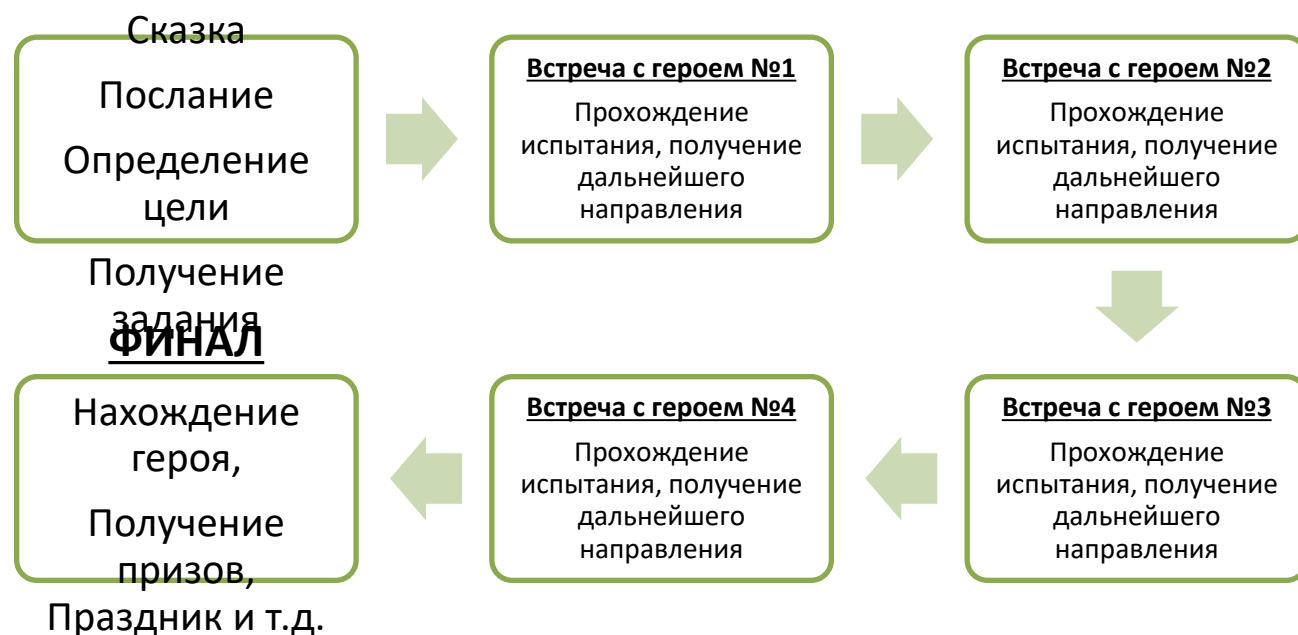 Сказка
Послание
Определение
цели
Получение
задания
Встреча с героем №1
Прохождение
испытания, получение
дальнейшего
направления
Встреча с героем №2
Прохождение
испытания, получение
дальнейшего
направления
Встреча с героем №3
Прохождение
испытания, получение
дальнейшего
направления
Встреча с героем №4
Прохождение
испытания, получение
дальнейшего
направления
ФИНАЛ
Нахождение
героя,
Получение
призов,
Праздник и т.д.